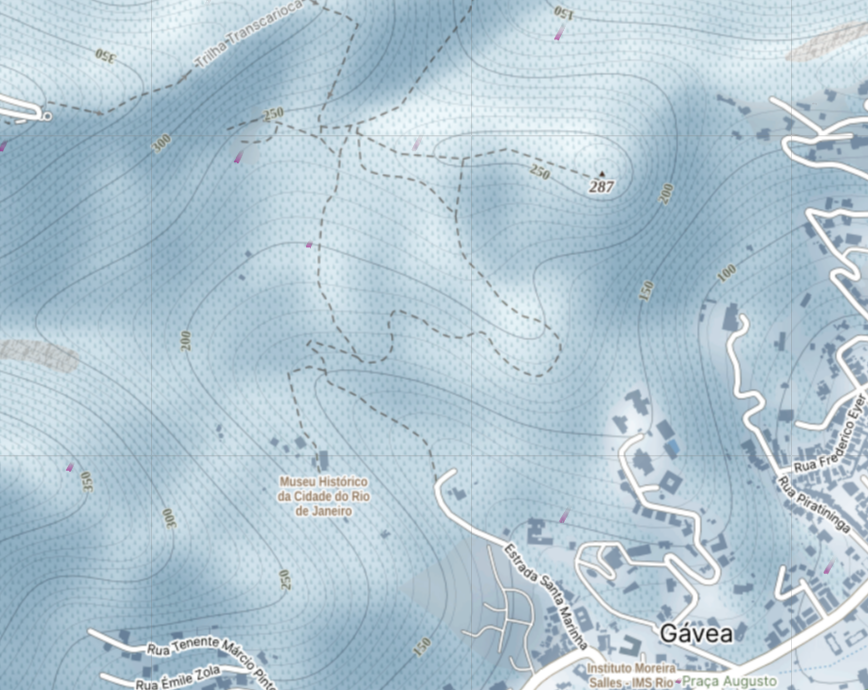 150
Trilha Transcarioca
350
250
300
250
287
200
150
100
200
Rua Frederico Eyer
350
Museu Histórico
da Cidade do Rio
de Janeiro
Rua Piratininga
300
250
Estrada Santa Marinha
150
Gávea
Rua Tenente Márcio Pinto
Rua Émile Zola
Instituto Moreira
Salles - IMS Rio
Praça Augusto